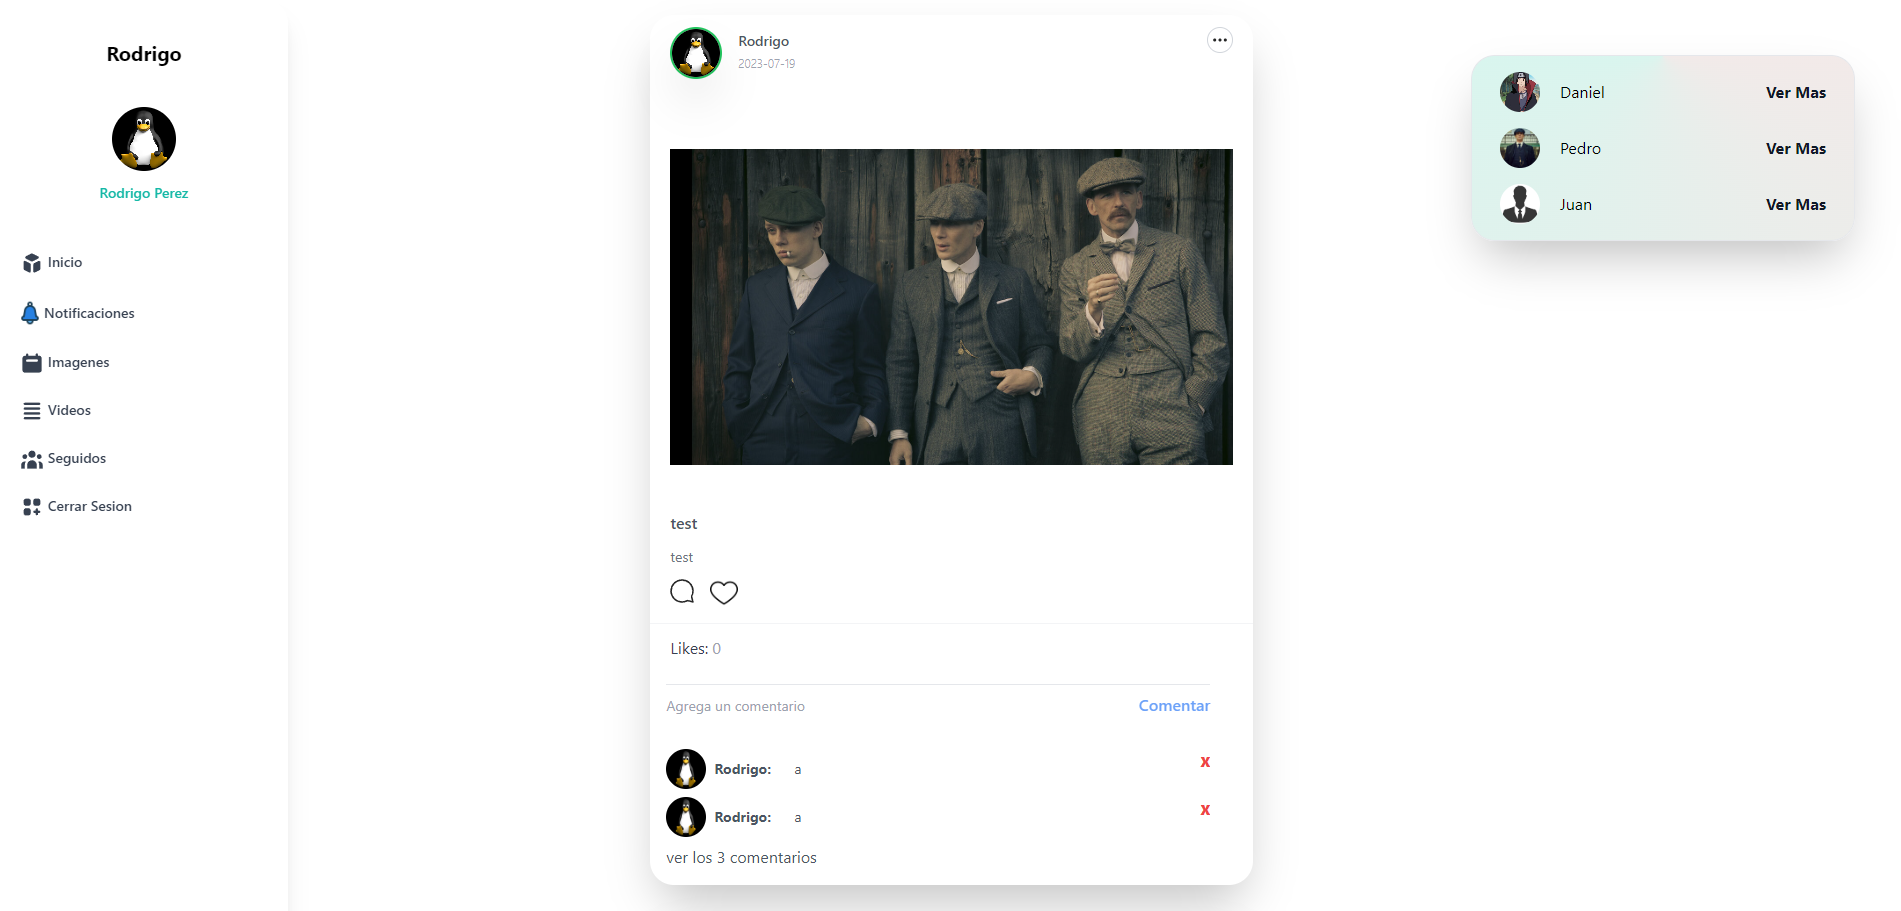 Rodrigo
Rodrigo Perez
Inicio
Notificaciones
Imagenes
Videos
Seguidos
Cerrar Sesion
Rodrigo
2023-07-19
test
test
Likes: 0
Agrega un comentario
Comentar
Rodrigo: a X
Rodrigo: a X
ver los 3 comentarios
Daniel Ver Mas
Pedro Ver Mas
Juan Ver Mas